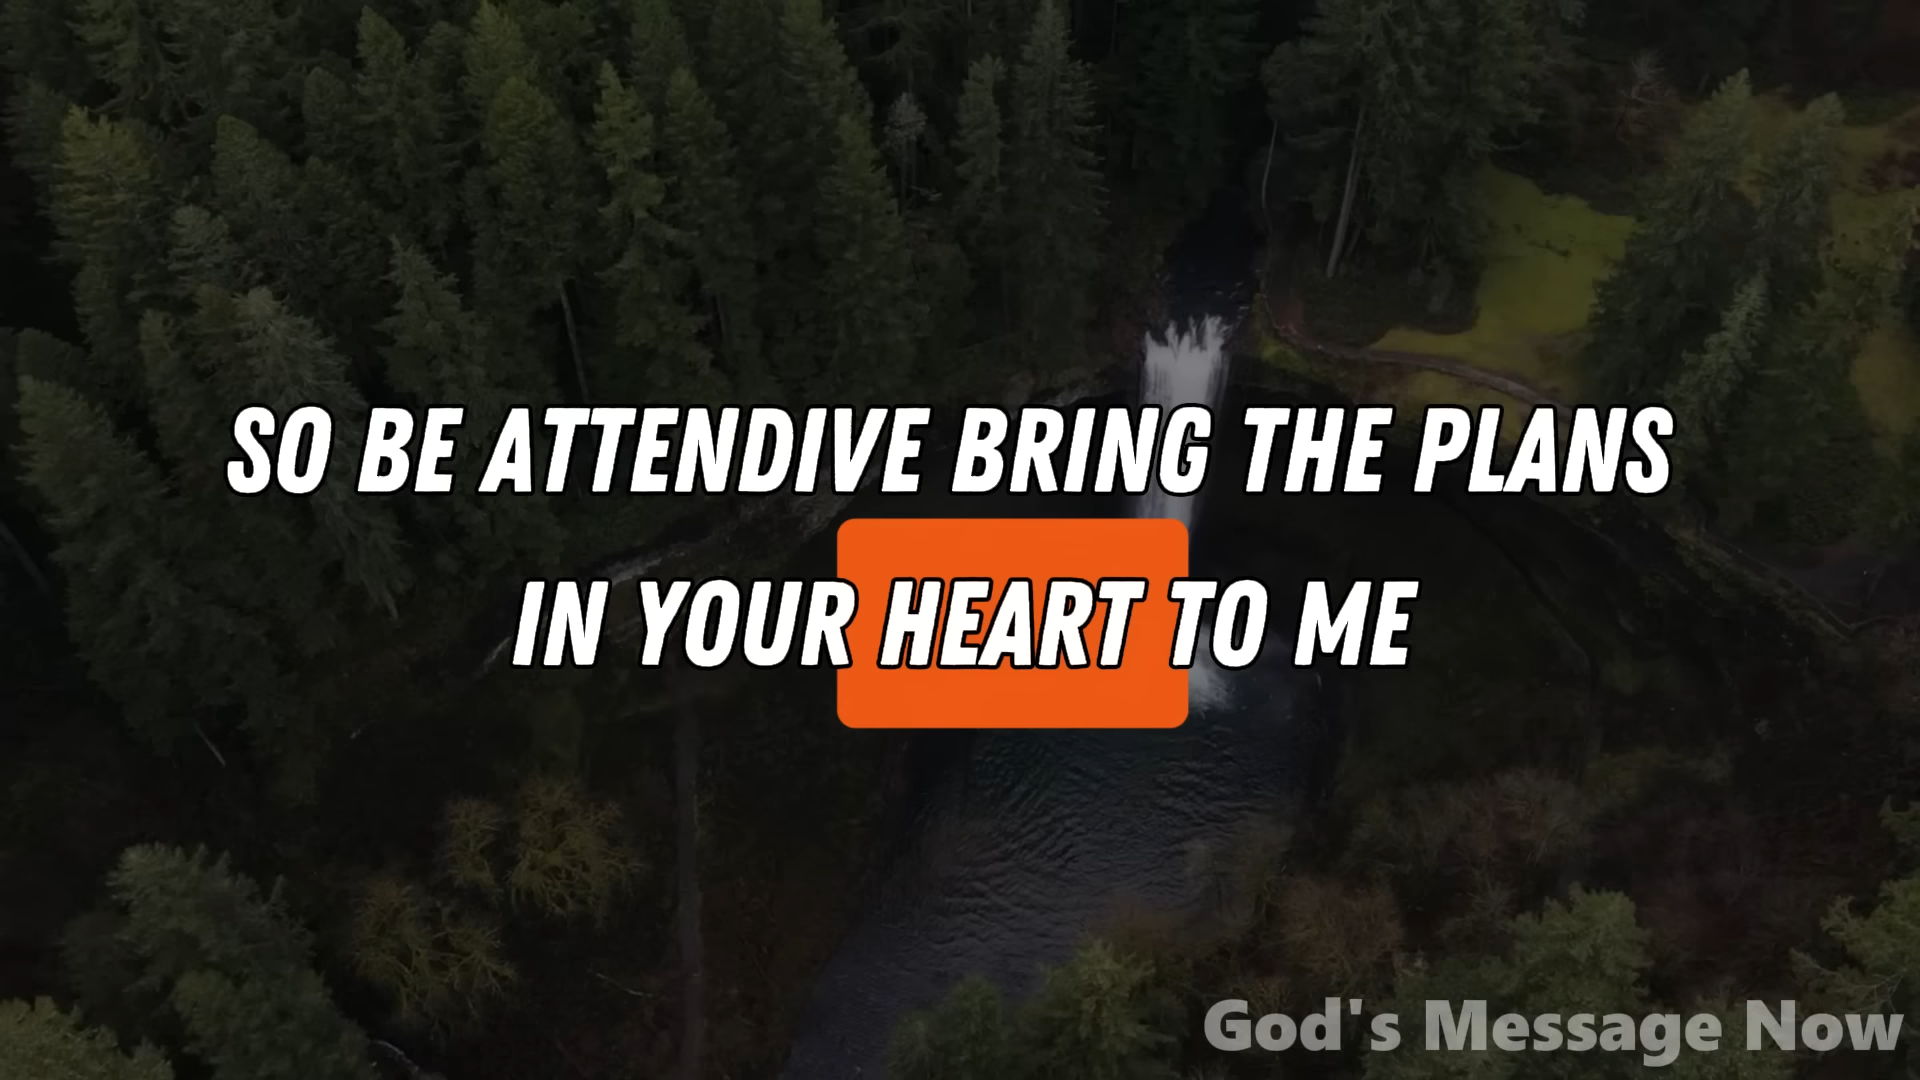 SO BE ATTENDIVE BRING THE PLANS
IN YOUR HEART TO ME
God's Message Now